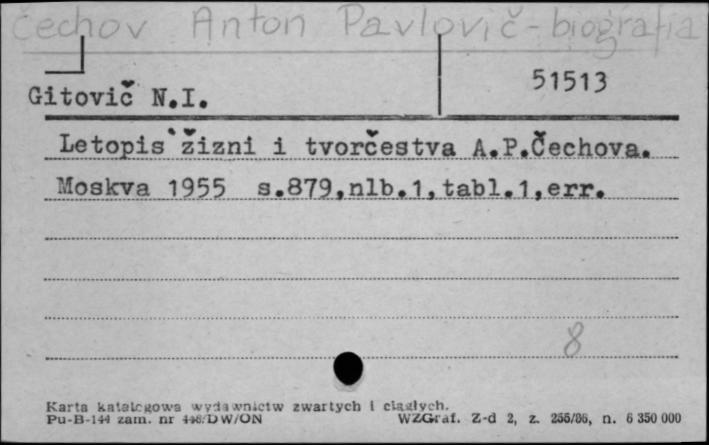 Čechov Anton Pavlovič - biografia
51513
Gitovič N.I.
Letopis' žizni i tvorčestva A.P.Čechova.
Moskva 1955 s.879,nlb.1,tabl.1,err.
8
Karta katalogowa wydawnictw zwartych i ciągłych.
Pu-B-144 zam. nr 448/DW/ON WZGraf. Z-d 2, z. 255/86, n. 6 350 000